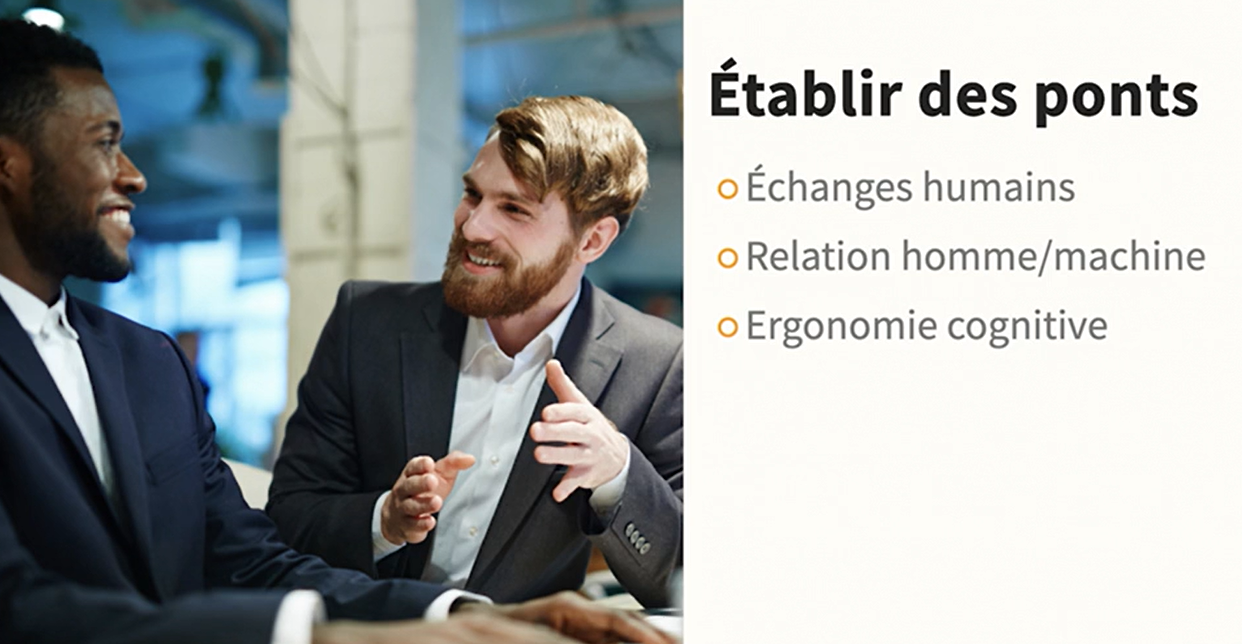 Établir des ponts
Échanges humains
Relation homme/machine
Ergonomie cognitive